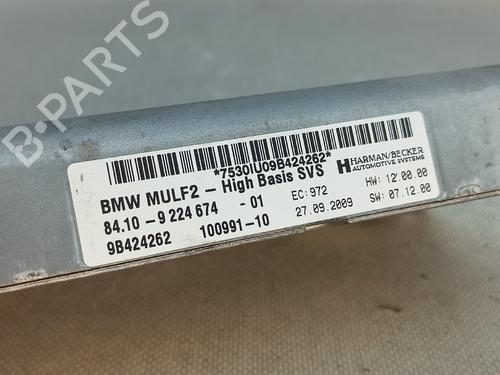 B-PARTS
*7530IU09B424262*
BMW MULF2 - High Basis SVS
84.10 - 9 224 674 - 01
9B424262 100991-10
EC: 972
27.09.2009
HARMAN/BECKER
AUTOMOTIVE SYSTEMS
HW: 12.00.00
SW: 07.12.00